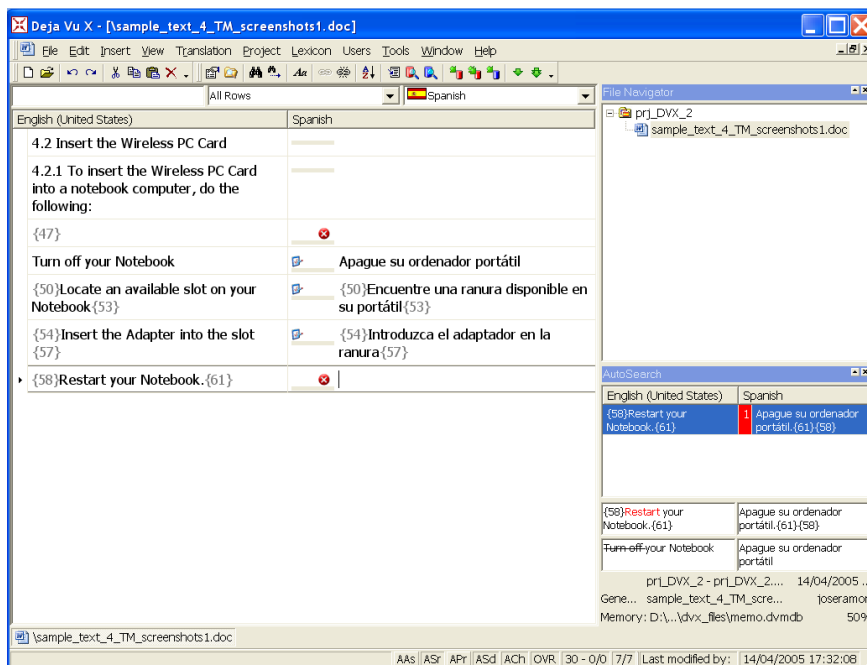 Deja Vu X - [\sample_text_4_TM_screenshots1.doc]
File Edit Insert View Translation Project Lexicon Users Tools Window Help
All Rows
Spanish
English (United States)
Spanish
4.2 Insert the Wireless PC Card
4.2.1 To insert the Wireless PC Card
into a notebook computer, do the
following:
{47}
Turn off your Notebook
Apague su ordenador portátil
{50}Locate an available slot on your
Notebook{53}
{50}Encuentre una ranura disponible en
su portátil{53}
{54}Insert the Adapter into the slot
{57}
{54}Introduzca el adaptador en la
ranura{57}
{58}Restart your Notebook.{61}
File Navigator
prj_DVX_2
sample_text_4_TM_screenshots1.doc
AutoSearch
English (United States)
Spanish
{58}Restart your
Notebook.{61}
1
Apague su ordenador
portátil.{61}{58}
{58}Restart your
Notebook.{61}
Apague su ordenador
portátil.{61}{58}
Turn off your Notebook
Apague su ordenador
portátil
prj_DVX_2 - prj_DVX_2.... 14/04/2005 ..
Gene... sample_text_4_TM_scre... joseramon
Memory: D:\...\dvx_files\memo.dvmdb 50%
\sample_text_4_TM_screenshots1.doc
AAs ASr APr ASd ACh OVR 30 - 0/0 7/7 Last modified by: 14/04/2005 17:32:08